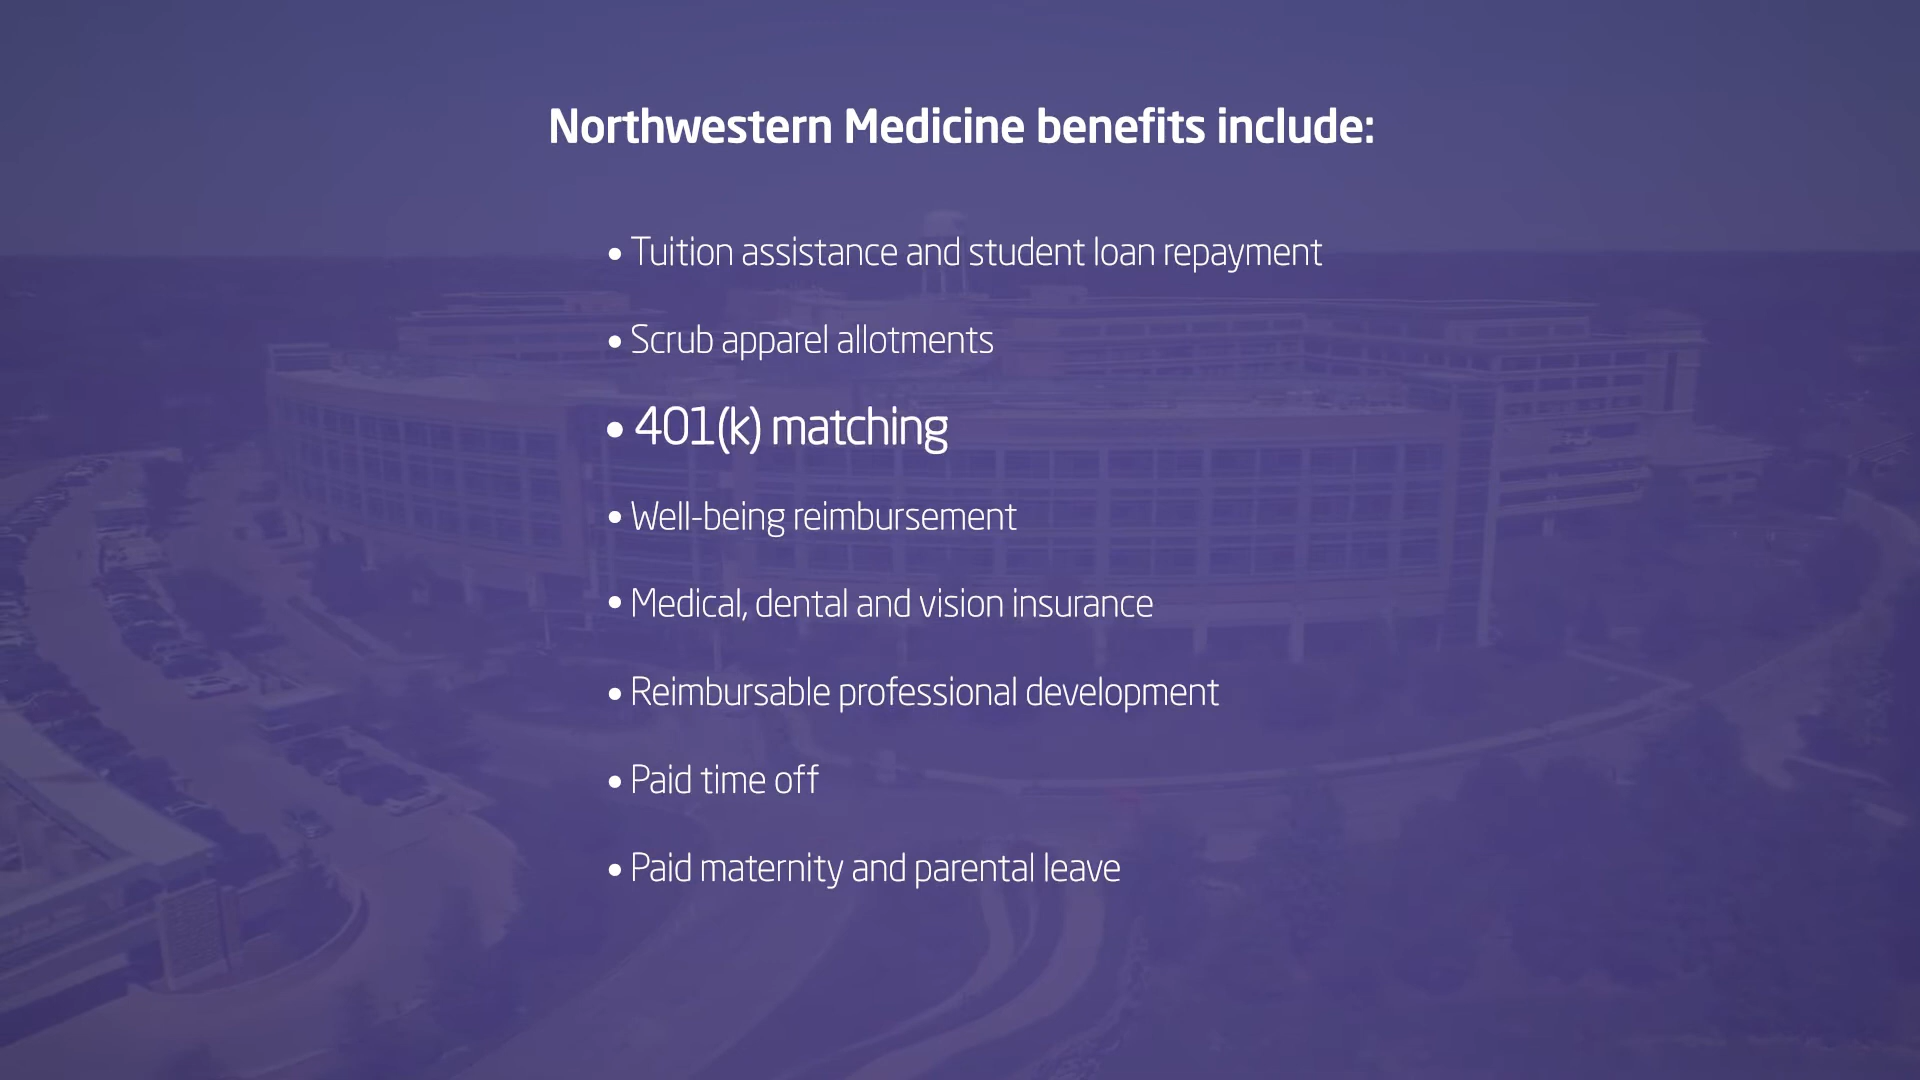 Northwestern Medicine benefits include:
• Tuition assistance and student loan repayment
• Scrub apparel allotments
• 401(k) matching
• Well-being reimbursement
• Medical, dental and vision insurance
• Reimbursable professional development
• Paid time off
• Paid maternity and parental leave